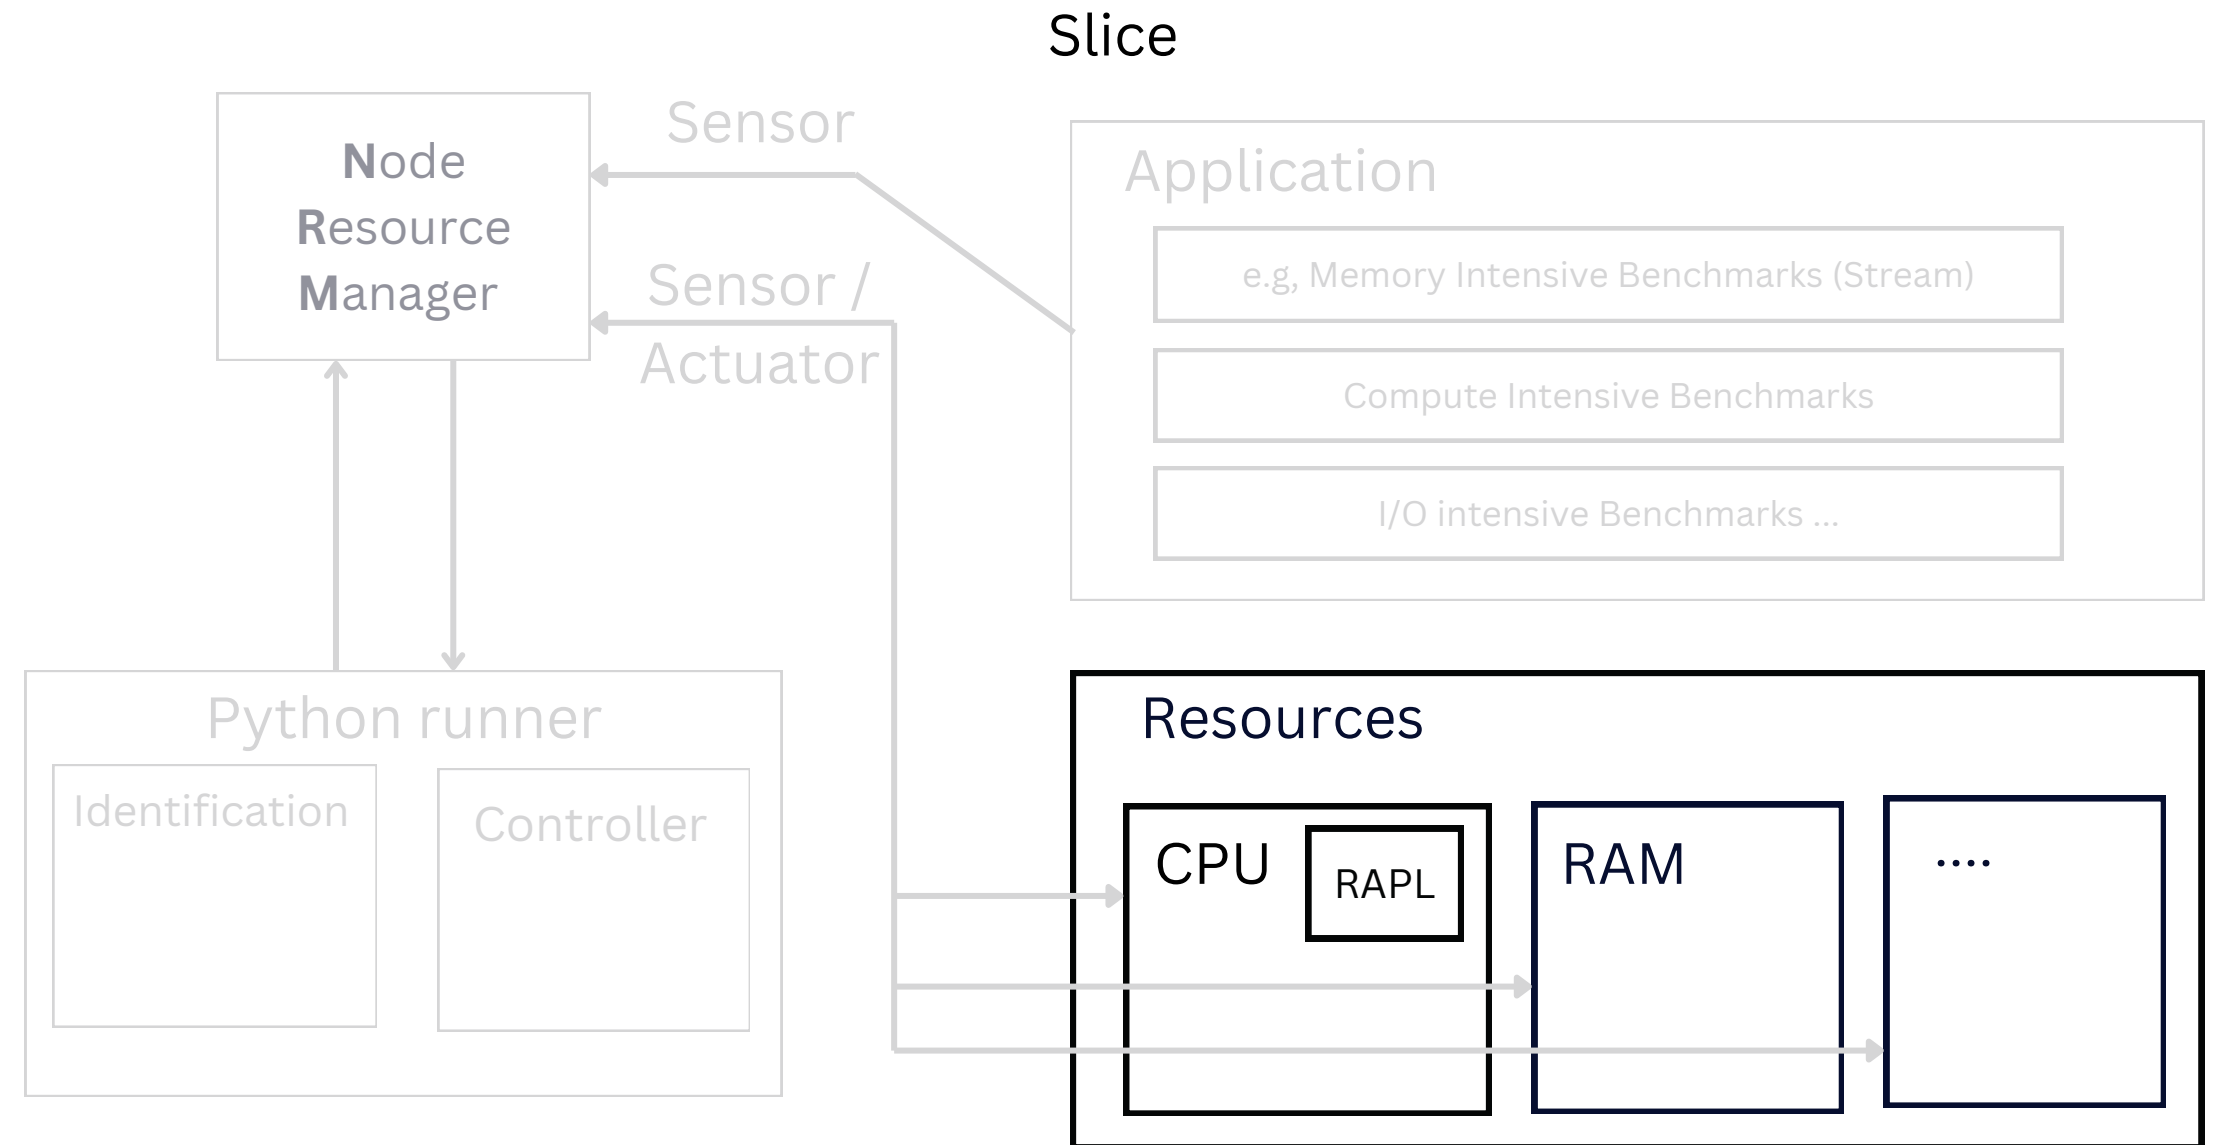 Slice
Node
Resource
Manager
Sensor
Sensor /
Actuator
Application
e.g, Memory Intensive Benchmarks (Stream)
Compute Intensive Benchmarks
I/O intensive Benchmarks ...
Python runner
Identification
Controller
Resources
CPU
RAPL
RAM
....